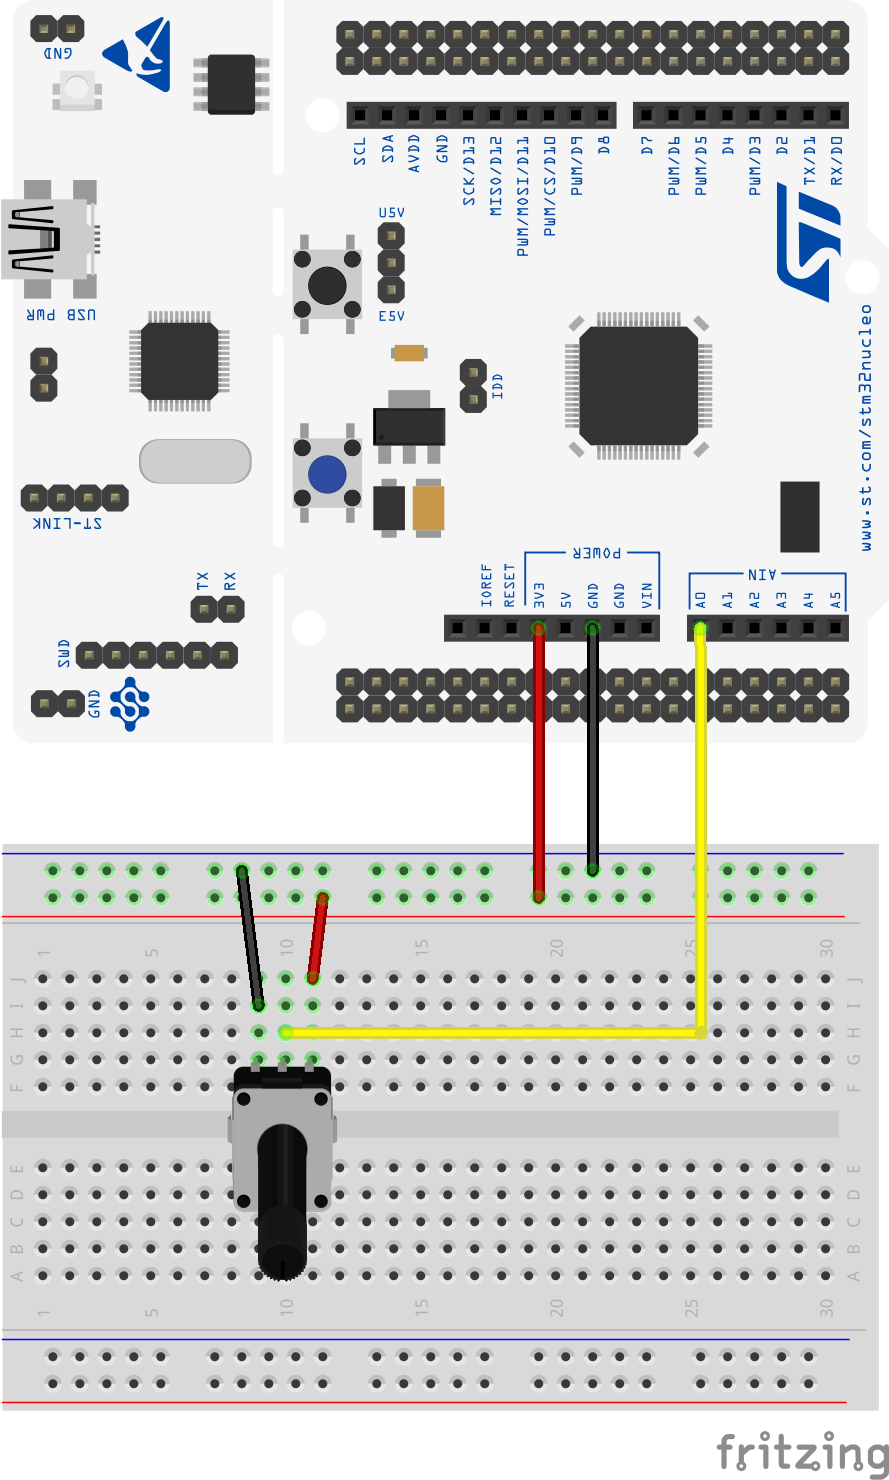 GND
SCL
SDA
AVDD
GND
SCK/D13
MISO/D12
PWM/MOSI/D11
PWM/CS/D10
PWM/D9
D8
D7
PWM/D6
PWM/D5
D4
PWM/D3
D2
TX/D1
RX/D0
U5V
E5V
USB PWR
IDD
www.st.com/stm32nucleo
ST-LINK
TX
RX
SWD
GND
POWER
IOREF
RESET
3V3
5V
GND
GND
VIN
AIN
A0
A1
A2
A3
A4
A5
1 5 10 15 20 25 30
J J
I I
H H
G G
F F
E E
D D
C C
B B
A A
1 5 10 15 20 25 30
fritzing